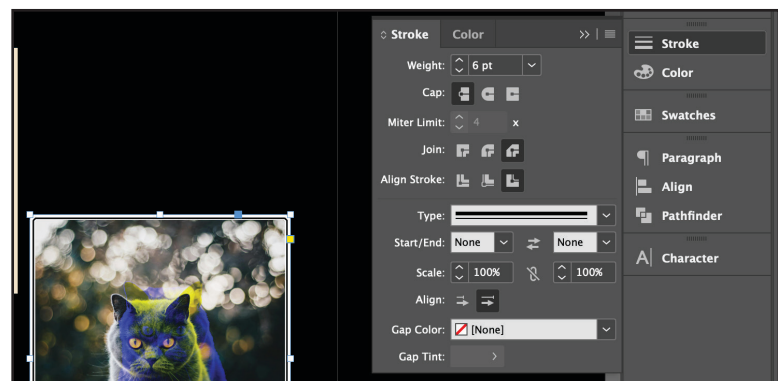 Stroke Color
Weight: 6 pt
Cap:
Miter Limit: 4 x
Join:
Align Stroke:
Type:
Start/End: None None
Scale: 100% 100%
Align:
Gap Color: [None]
Gap Tint:
Stroke
Color
Swatches
Paragraph
Align
Pathfinder
Character